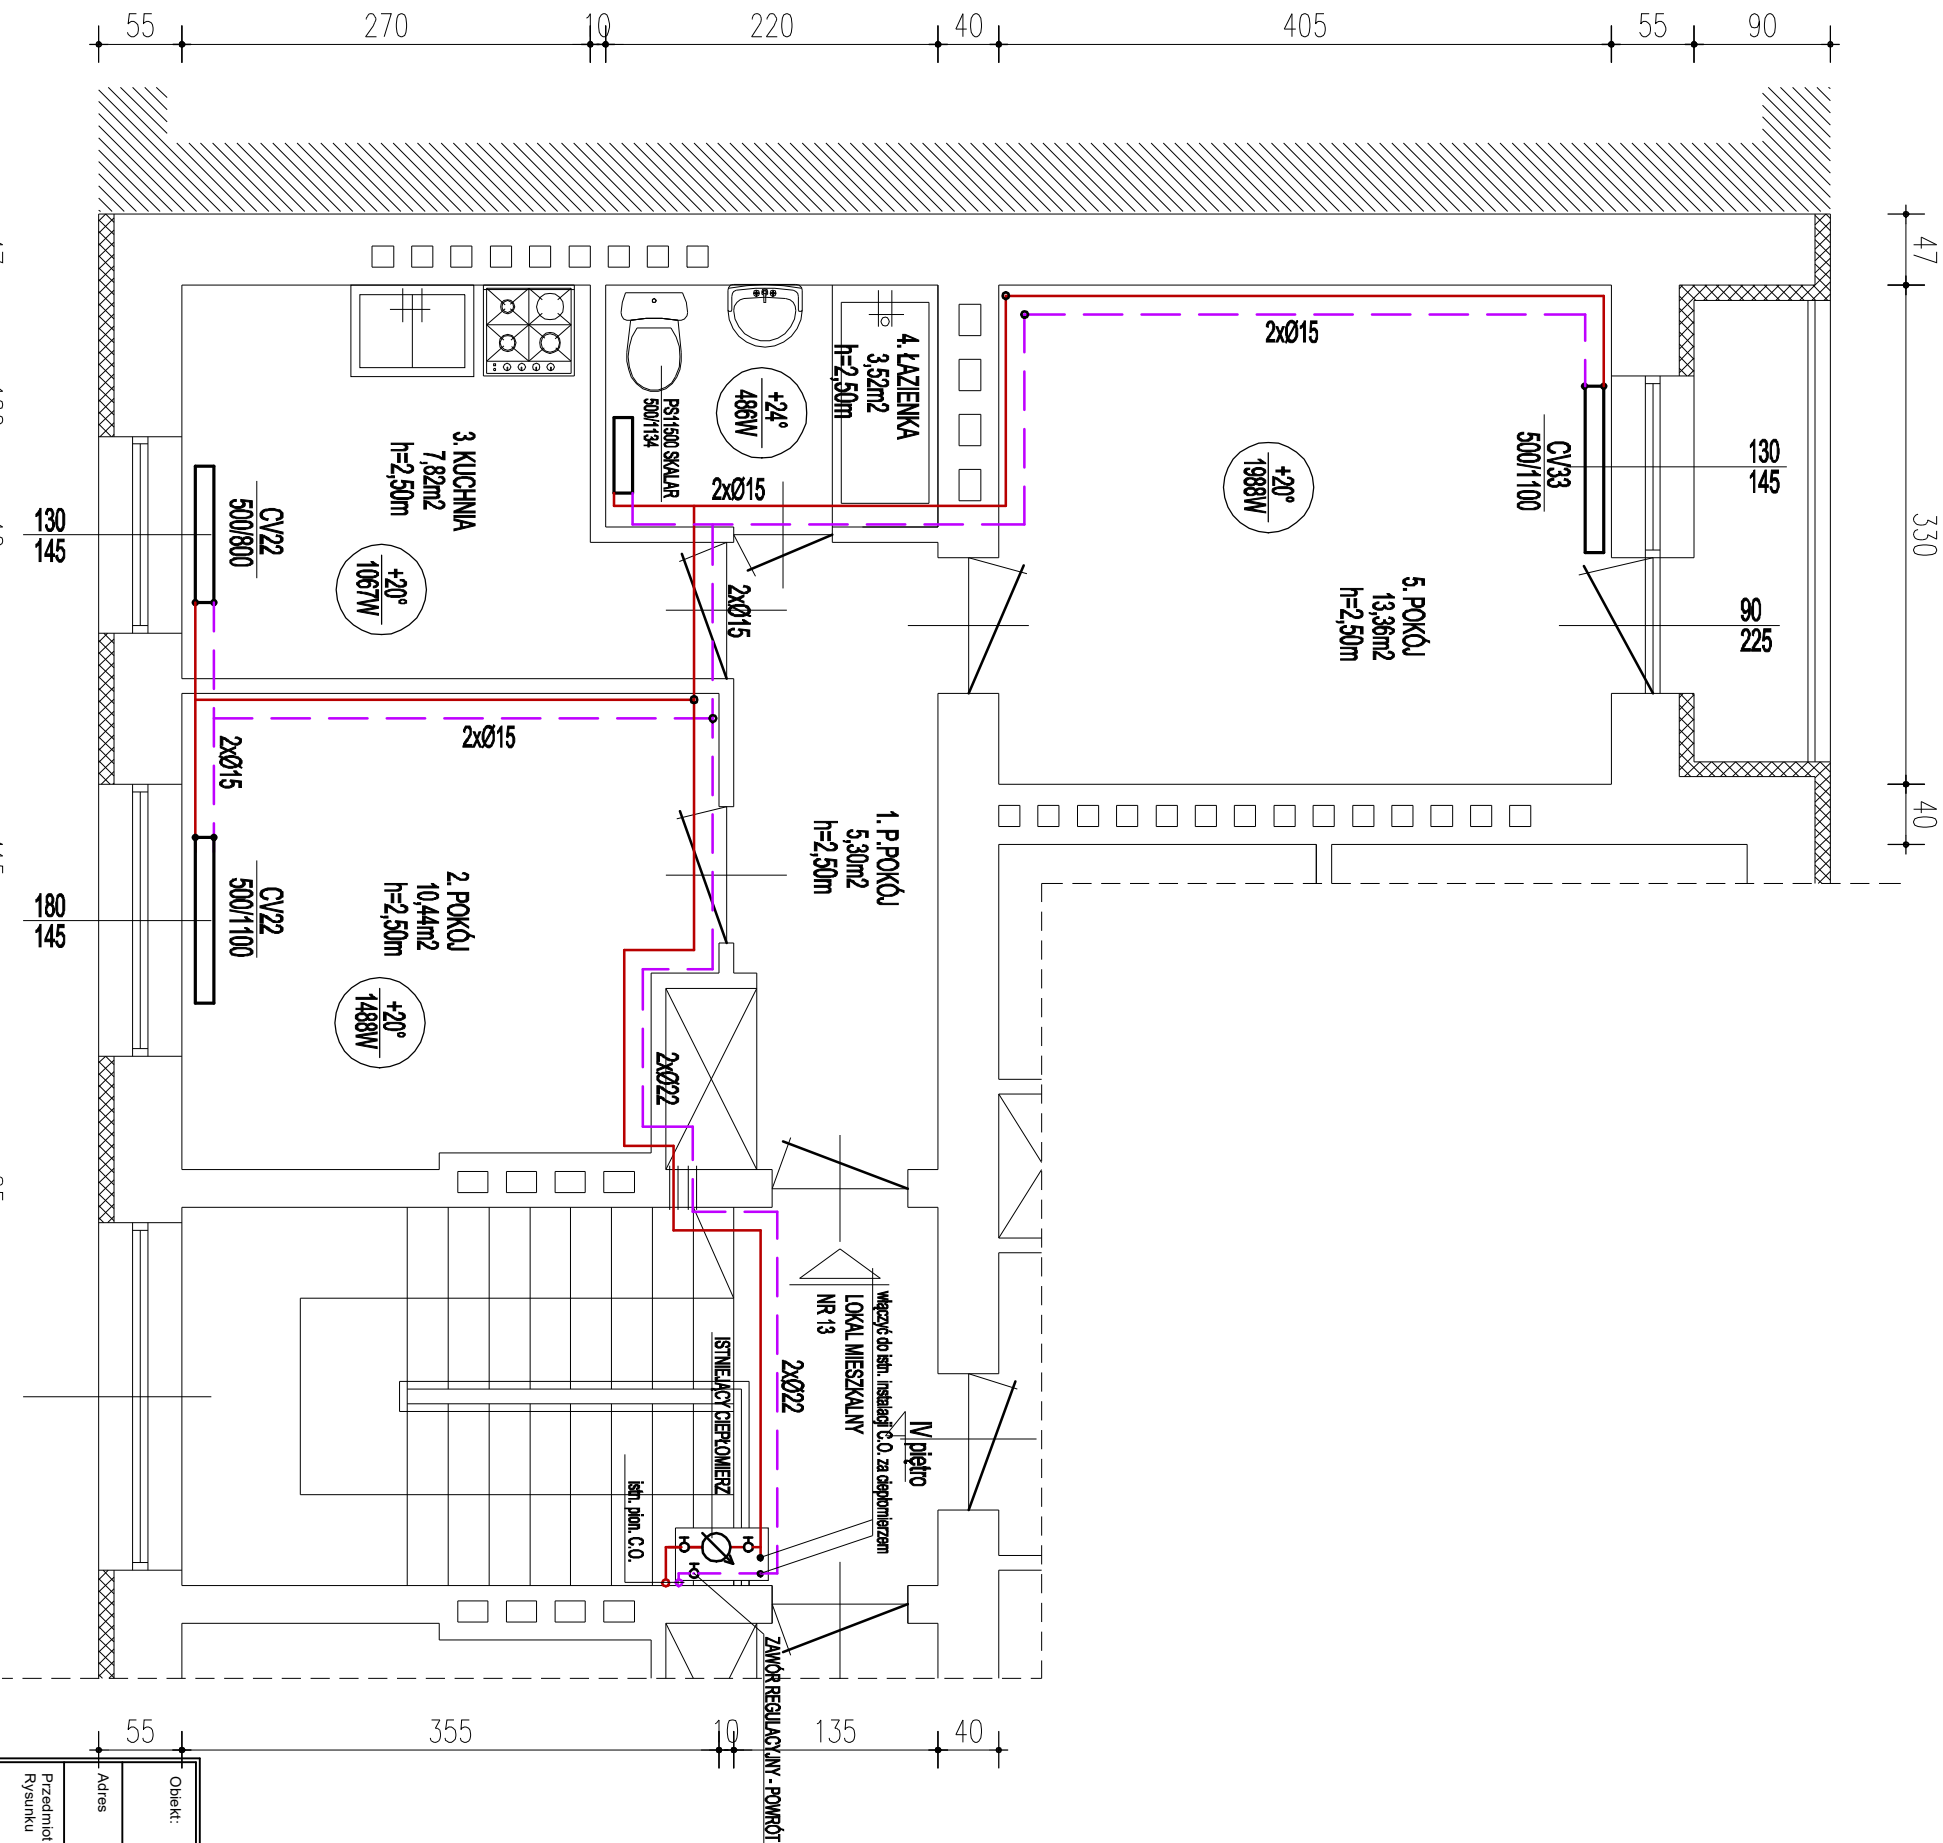 55
270
10
220
40
405
55
90
47
330
40
4. ŁAZIENKA
3,52m2
h=2,50m
+24°
486W
PS11500 SKALAR
500/1134
2xØ15
2xØ15
CV33
500/1100
130
145
+20°
1988W
5. POKÓJ
13,36m2
h=2,50m
90
225
3. KUCHNIA
7,82m2
h=2,50m
CV22
500/800
130
145
+20°
1067W
2xØ15
2xØ15
2xØ15
1. P.POKÓJ
5,30m2
h=2,50m
2. POKÓJ
10,44m2
h=2,50m
CV22
500/1100
180
145
+20°
1488W
2xØ22
włączyć do istn. instalacji C.O. za ciepłomierzem
LOKAL MIESZKALNY
NR 13
IV piętro
2xØ22
ISTNIEJĄCY CIEPŁOMIERZ
istn. pion. C.O.
ZAWÓR REGULACYJNY - POWRÓT
55
355
10
135
40
Obiekt:
Adres
Przedmiot
Rysunku